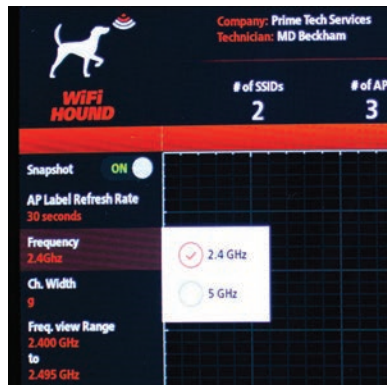 Company: Prime Tech Services
Technician: MD Beckham
WiFi
HOUND
# of SSIDs
2
# of AP
3
Snapshot ON
AP Label Refresh Rate
30 seconds
Frequency
2.4Ghz
2.4 GHz
5 GHz
Ch. Width
g
Freq. view Range
2.400 GHz
to
2.495 GHz